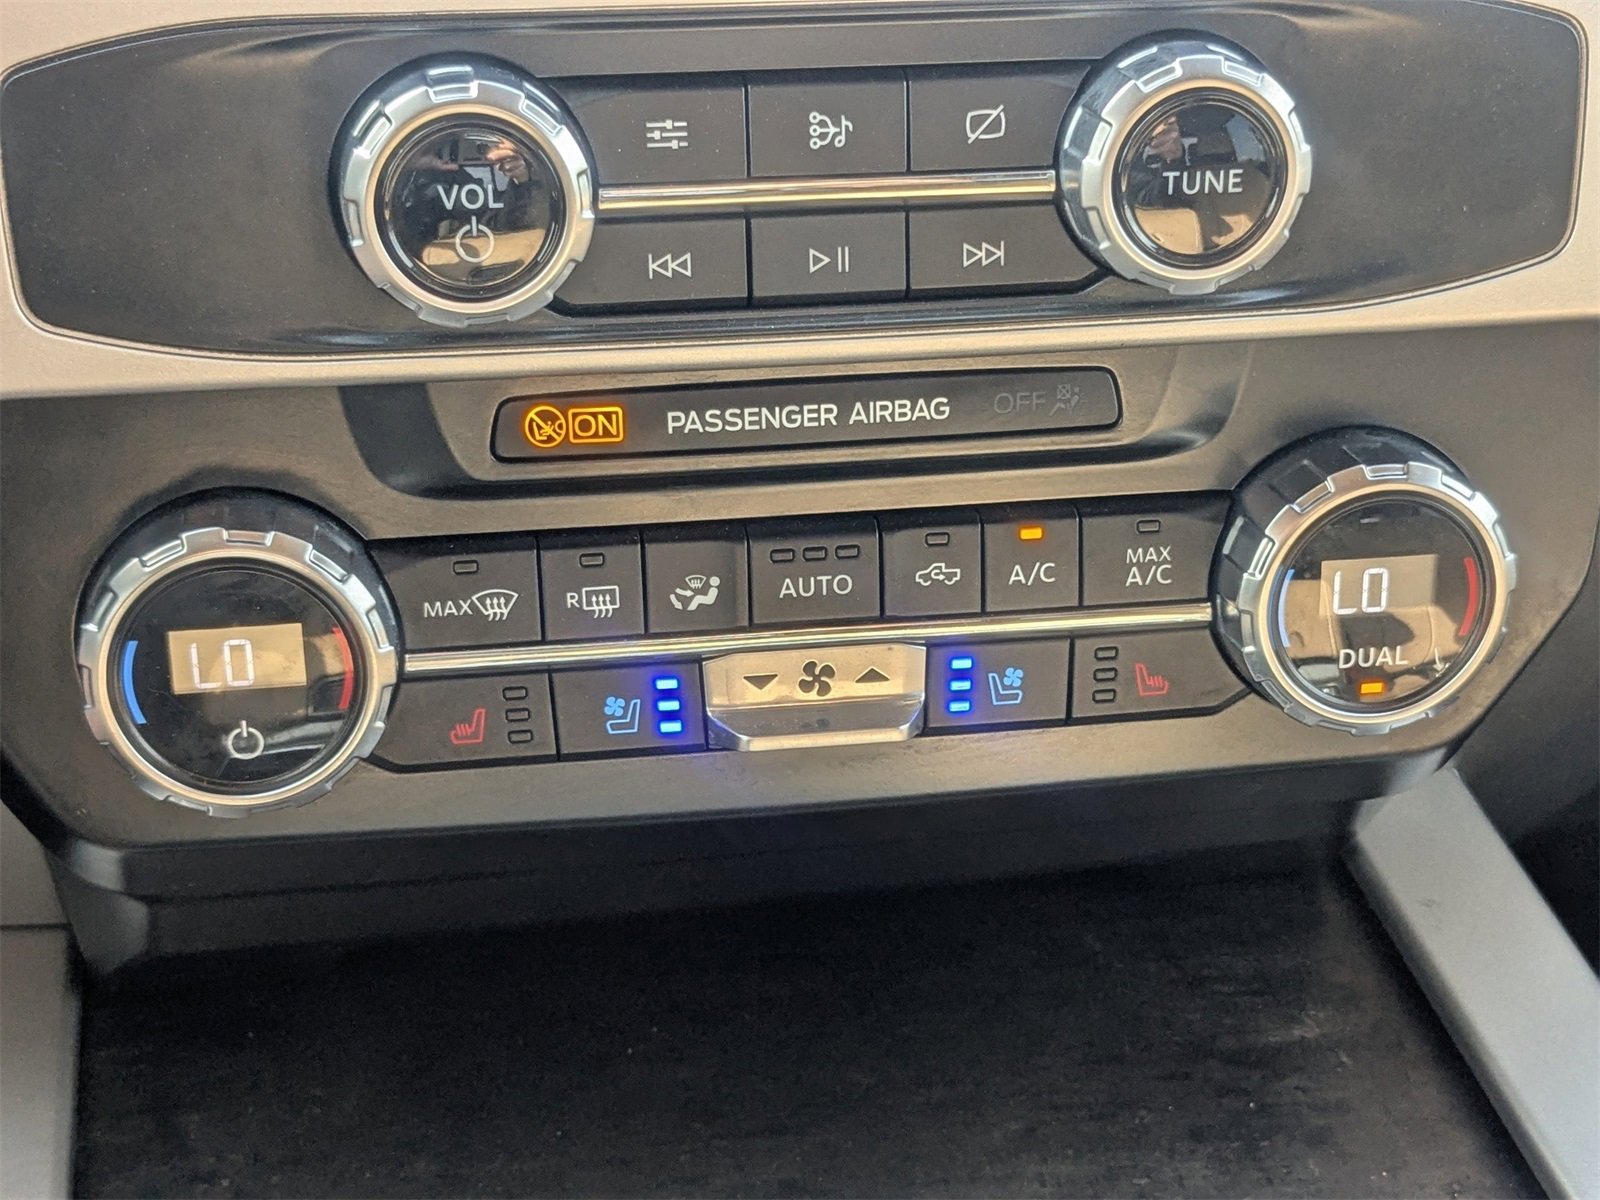 VOL
TUNE
ON PASSENGER AIRBAG OFF
MAX R AUTO A/C MAX A/C
LO
LO
DUAL